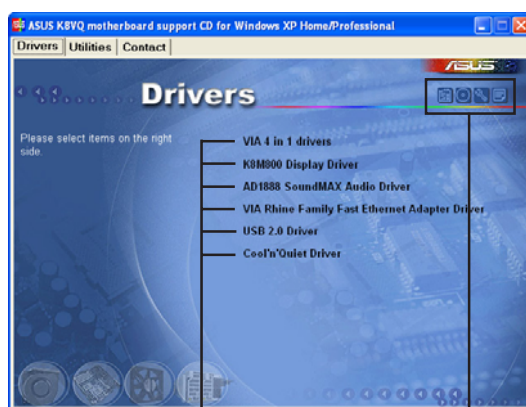 ASUS K8VQ motherboard support CD for Windows XP Home/Professional
Drivers Utilities Contact
ASUS
Drivers
Please select items on the right
side.
VIA 4 in 1 drivers
K8M800 Display Driver
AD1888 SoundMAX Audio Driver
VIA Rhine Family Fast Ethernet Adapter Driver
USB 2.0 Driver
Cool'n'Quiet Driver